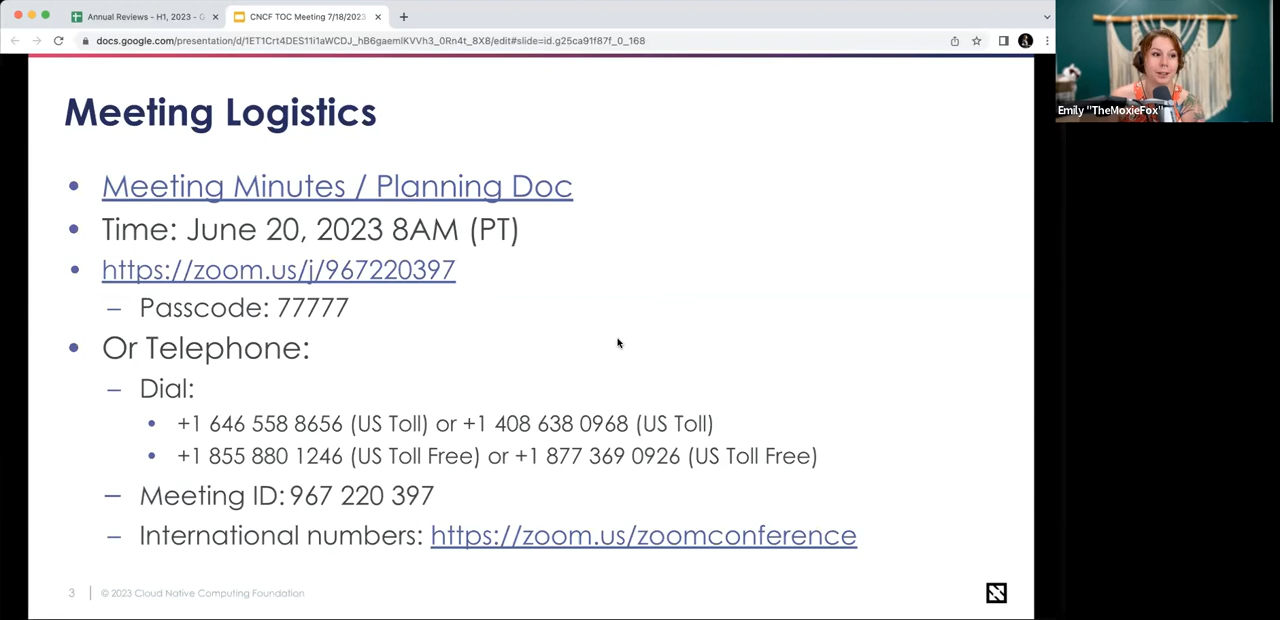 Annual Reviews - H1, 2023 - G
CNCF TOC Meeting 7/18/2023
docs.google.com/presentation/d/1ET1Crt4DES11i1aWCDJ_hB6gaemlKVVh3_0Rn4t_8X8/edit#slide=id.g25ca91f87f_0_168
Emily "TheMoxieFox"
Meeting Logistics
• Meeting Minutes / Planning Doc
• Time: June 20, 2023 8AM (PT)
• https://zoom.us/j/967220397
– Passcode: 77777
• Or Telephone:
– Dial:
• +1 646 558 8656 (US Toll) or +1 408 638 0968 (US Toll)
• +1 855 880 1246 (US Toll Free) or +1 877 369 0926 (US Toll Free)
– Meeting ID: 967 220 397
– International numbers: https://zoom.us/zoomconference
3 | © 2023 Cloud Native Computing Foundation